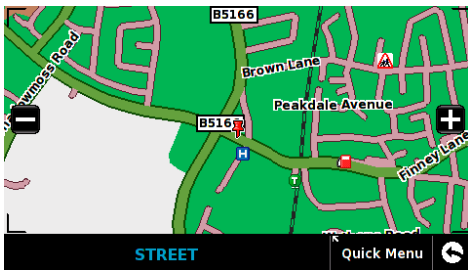 B5166
Brown Lane
Peakdale Avenue
B516
H
Finney Lane
T
STREET
Quick Menu